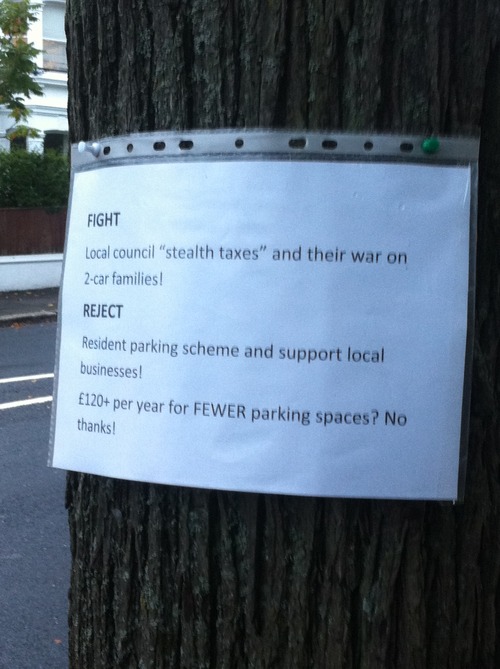 FIGHT
Local council “stealth taxes” and their war on
2-car families!
REJECT
Resident parking scheme and support local
businesses!
£120+ per year for FEWER parking spaces? No
thanks!